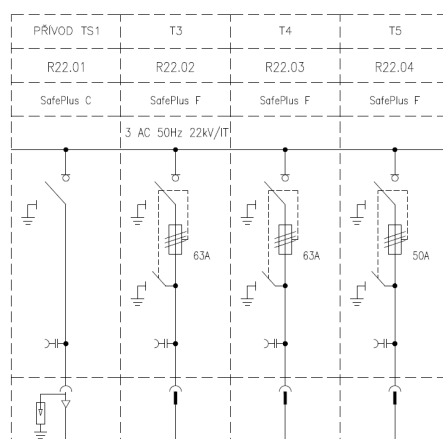 PŘÍVOD TS1 T3 T4 T5
R22.01 R22.02 R22.03 R22.04
SafePlus C SafePlus F SafePlus F SafePlus F
3 AC 50Hz 22kV/IT
63A 63A 50A